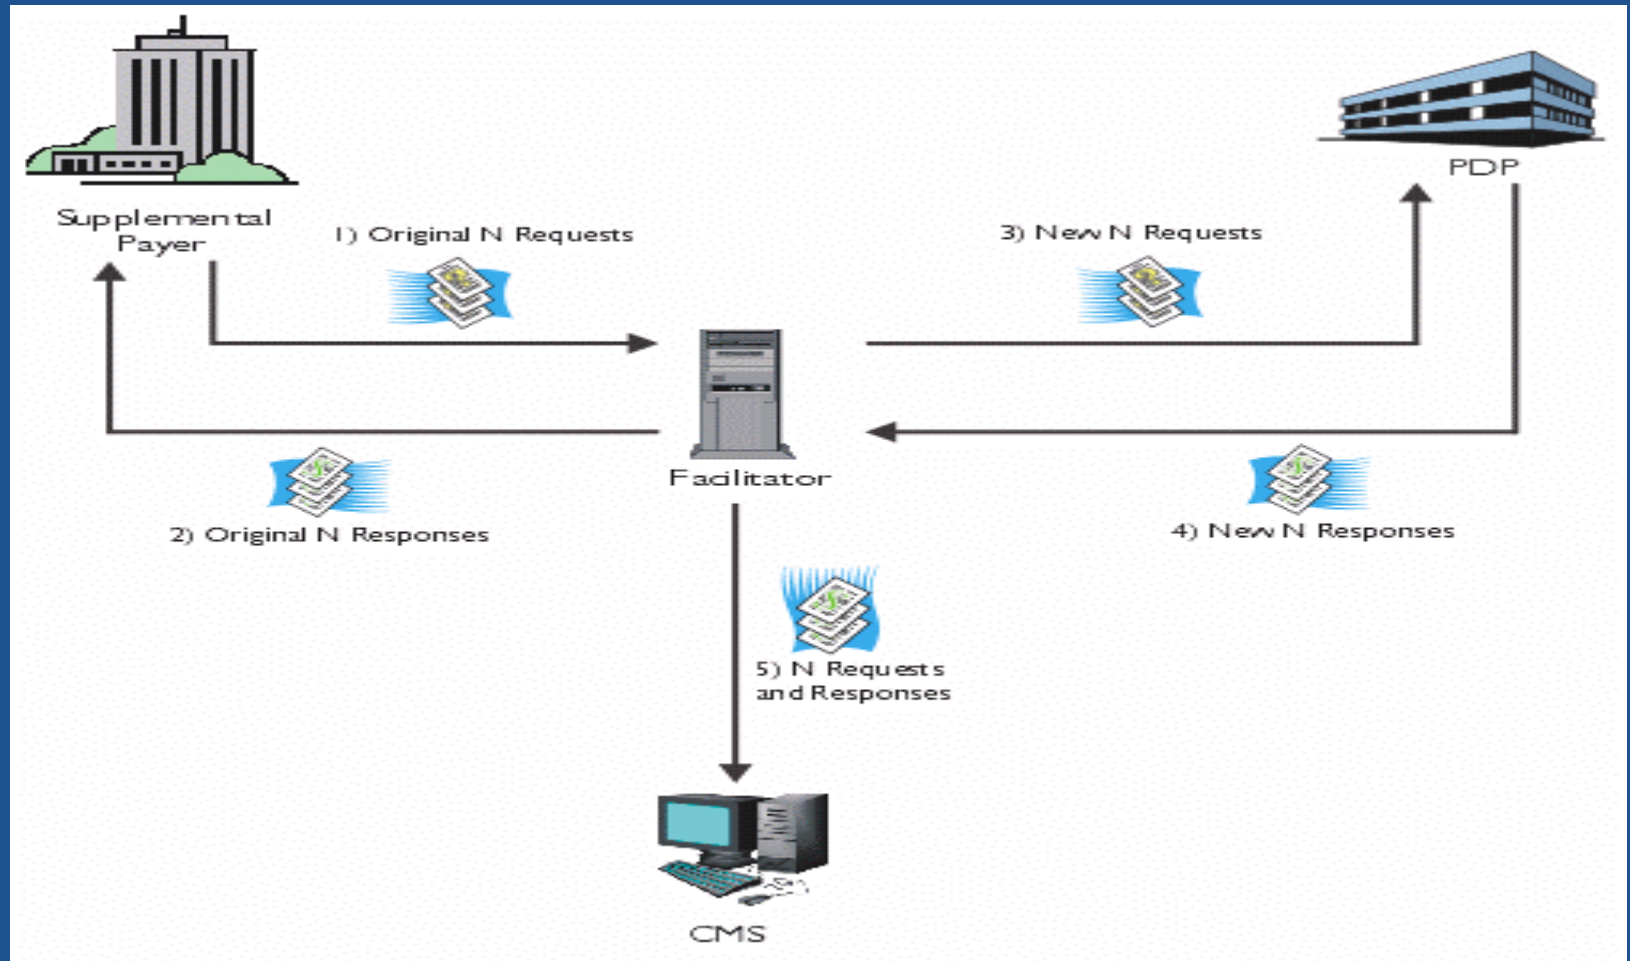 PDP
Supplemental
Payer
1) Original N Requests
3) New N Requests
Facilitator
2) Original N Responses
4) New N Responses
5) N Requests
and Responses
CMS